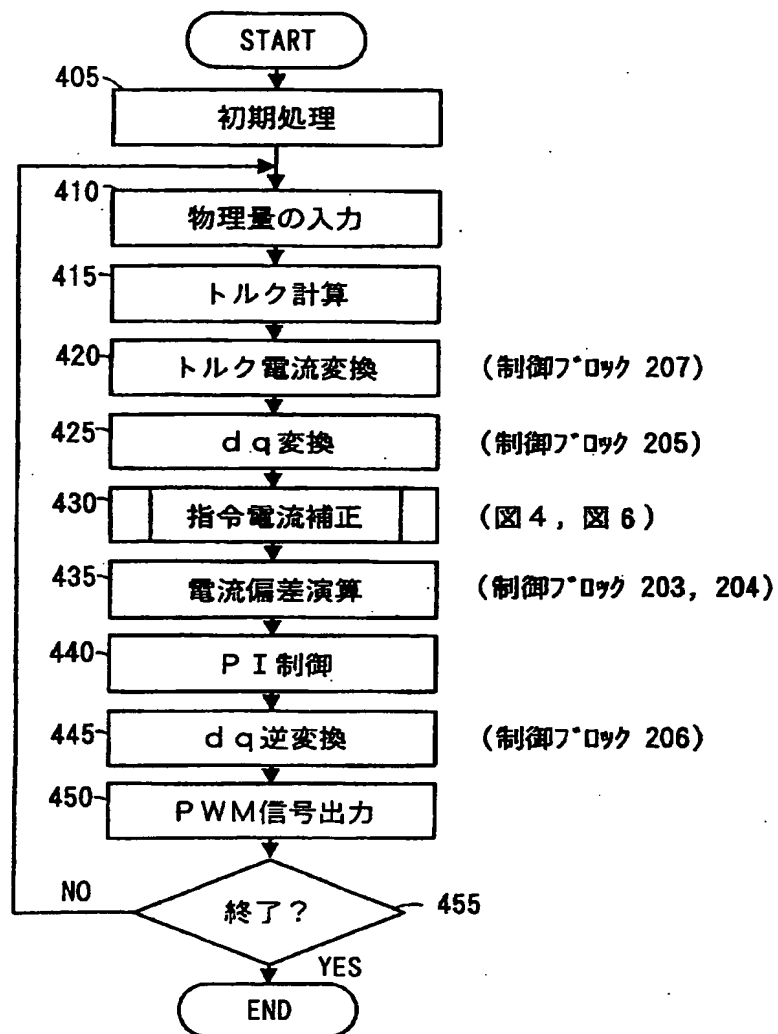 START
405
初期処理
410
物理量の入力
415
トルク計算
420
トルク電流変換 (制御ブロック 207)
425
dq変換 (制御ブロック 205)
430
指令電流補正 (図4, 図6)
435
電流偏差演算 (制御ブロック 203, 204)
440
PI制御
445
dq逆変換 (制御ブロック 206)
450
PWM信号出力
NO
終了?
455
YES
END